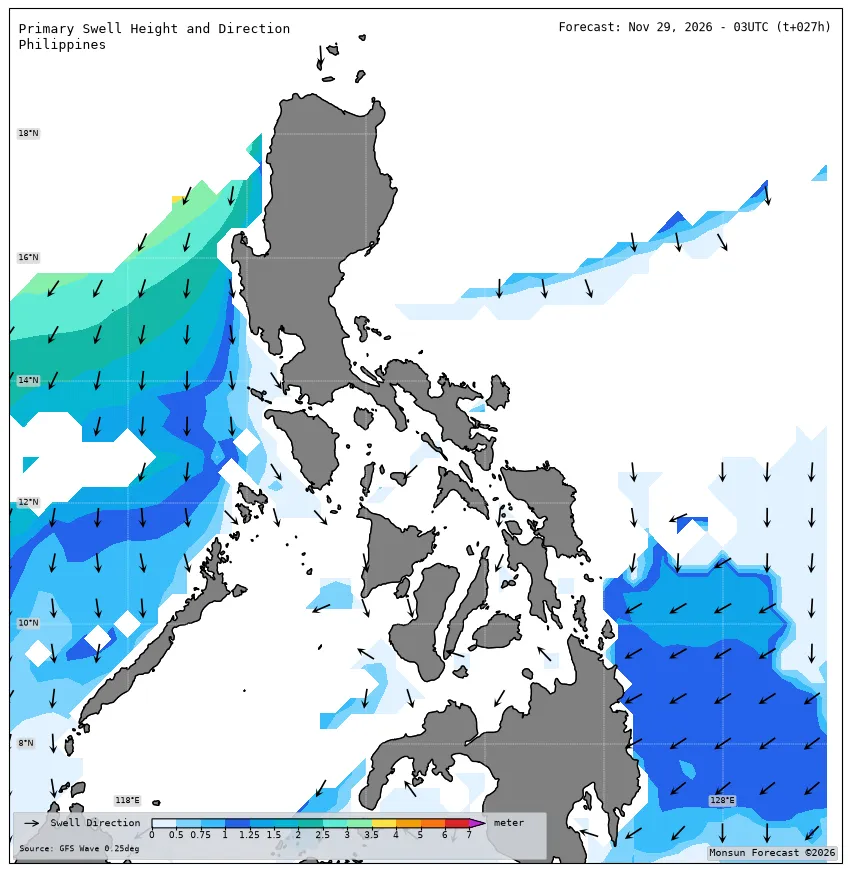 Primary Swell Height and Direction
Philippines
Forecast: Nov 29, 2026 - 03UTC (t+027h)
18°N
16°N
14°N
12°N
10°N
8°N
118°E
128°E
Swell Direction
0 0.5 0.75 1 1.25 1.5 2 2.5 3 3.5 4 5 6 7
meter
Source: GFS Wave 0.25deg
Monsun Forecast ©2026